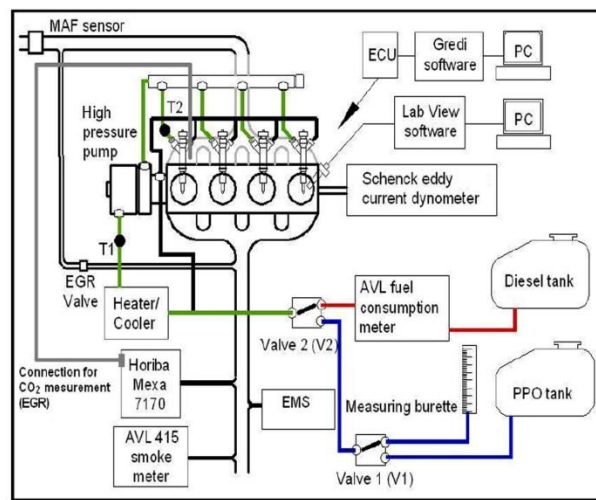 MAF sensor
ECU
Gredi
software
PC
T2
High
pressure
pump
Lab View
software
PC
Schenck eddy
current dynometer
T1
EGR
Valve
Heater/
Cooler
AVL fuel
consumption
meter
Diesel tank
Valve 2 (V2)
Connection for
CO2 mesurement
(EGR)
Horiba
Mexa
7170
EMS
Measuring burette
PPO tank
AVL 415
smoke
meter
Valve 1 (V1)